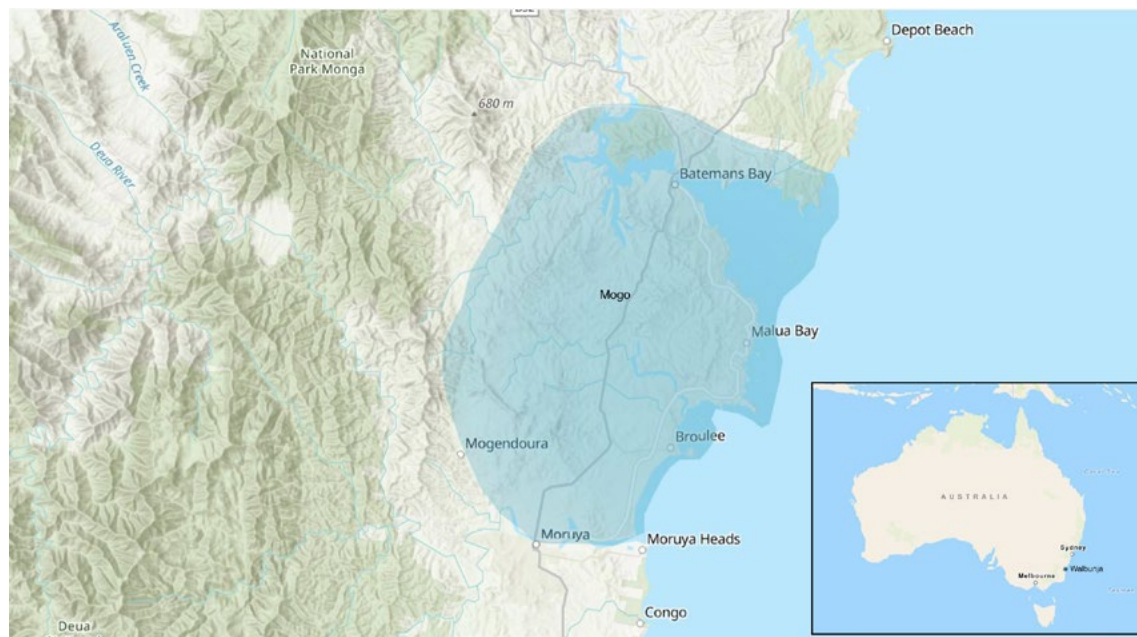 Depot Beach
National
Park Monga
Araluen Creek
680 m
Deua River
Batemans Bay
Mogo
Malua Bay
Mogendoura
Broulee
Moruya
Moruya Heads
Congo
Deua
AUSTRALIA
Sydney
Walbunja
Melbourne